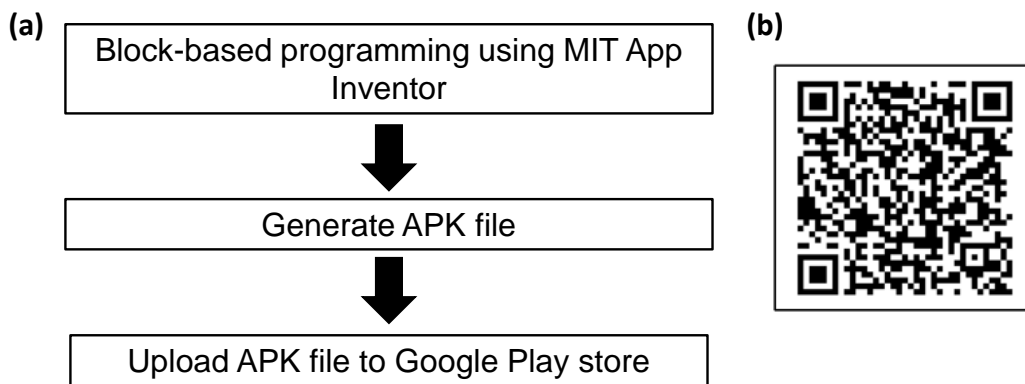 (a)
Block-based programming using MIT App
Inventor
Generate APK file
Upload APK file to Google Play store
(b)